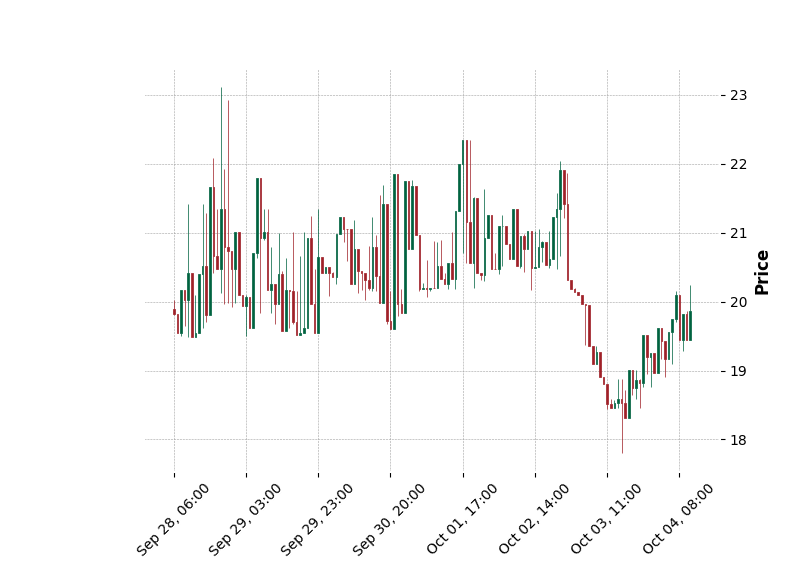 23
22
21
20
19
18
Price
Sep 28, 06:00
Sep 29, 03:00
Sep 29, 23:00
Sep 30, 20:00
Oct 01, 17:00
Oct 02, 14:00
Oct 03, 11:00
Oct 04, 08:00